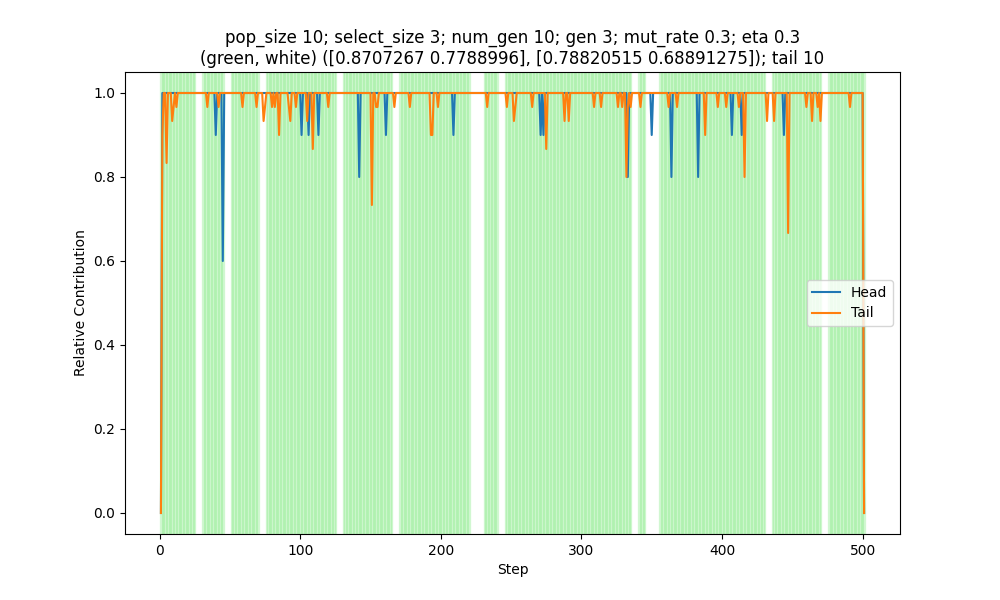 pop_size 10; select_size 3; num_gen 10; gen 3; mut_rate 0.3; eta 0.3
(green, white) ([0.8707267 0.7788996], [0.78820515 0.68891275]); tail 10
1.0
0.8
0.6
0.4
0.2
0.0
Relative Contribution
Head
Tail
0
100
200
300
400
500
Step